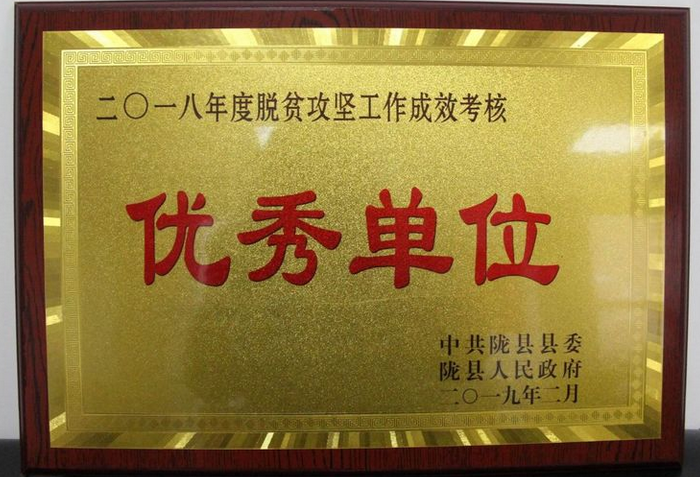 二〇一八年度脱贫攻坚工作成效考核
优秀单位
中共陇县县委
陇县人民政府
二〇一九年二月